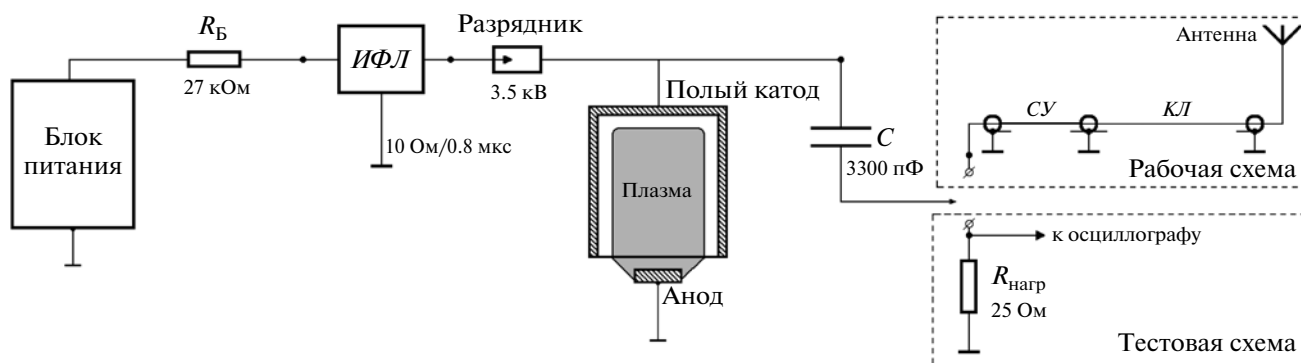 Блок
питания
R_Б
27 кОм
ИФЛ
10 Ом/0.8 мкс
Разрядник
3.5 кВ
Полый катод
Плазма
Анод
C
3300 пФ
Антенна
СУ
КЛ
Рабочая схема
к осциллографу
R_нагр
25 Ом
Тестовая схема